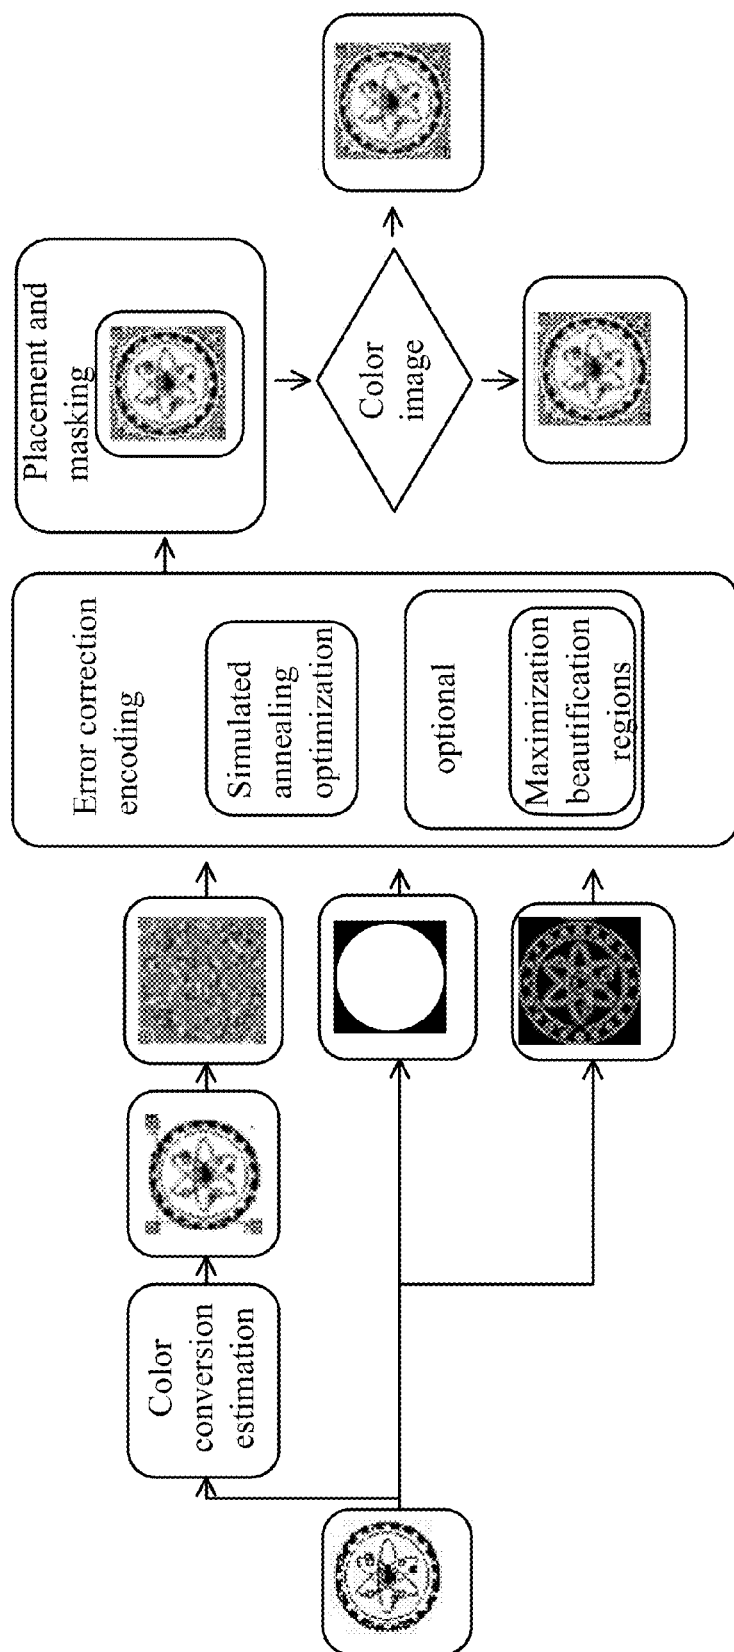 Color
conversion
estimation
Error correction
encoding
Simulated
annealing
optimization
optional
Maximization
beautification
regions
Placement and
masking
Color
image